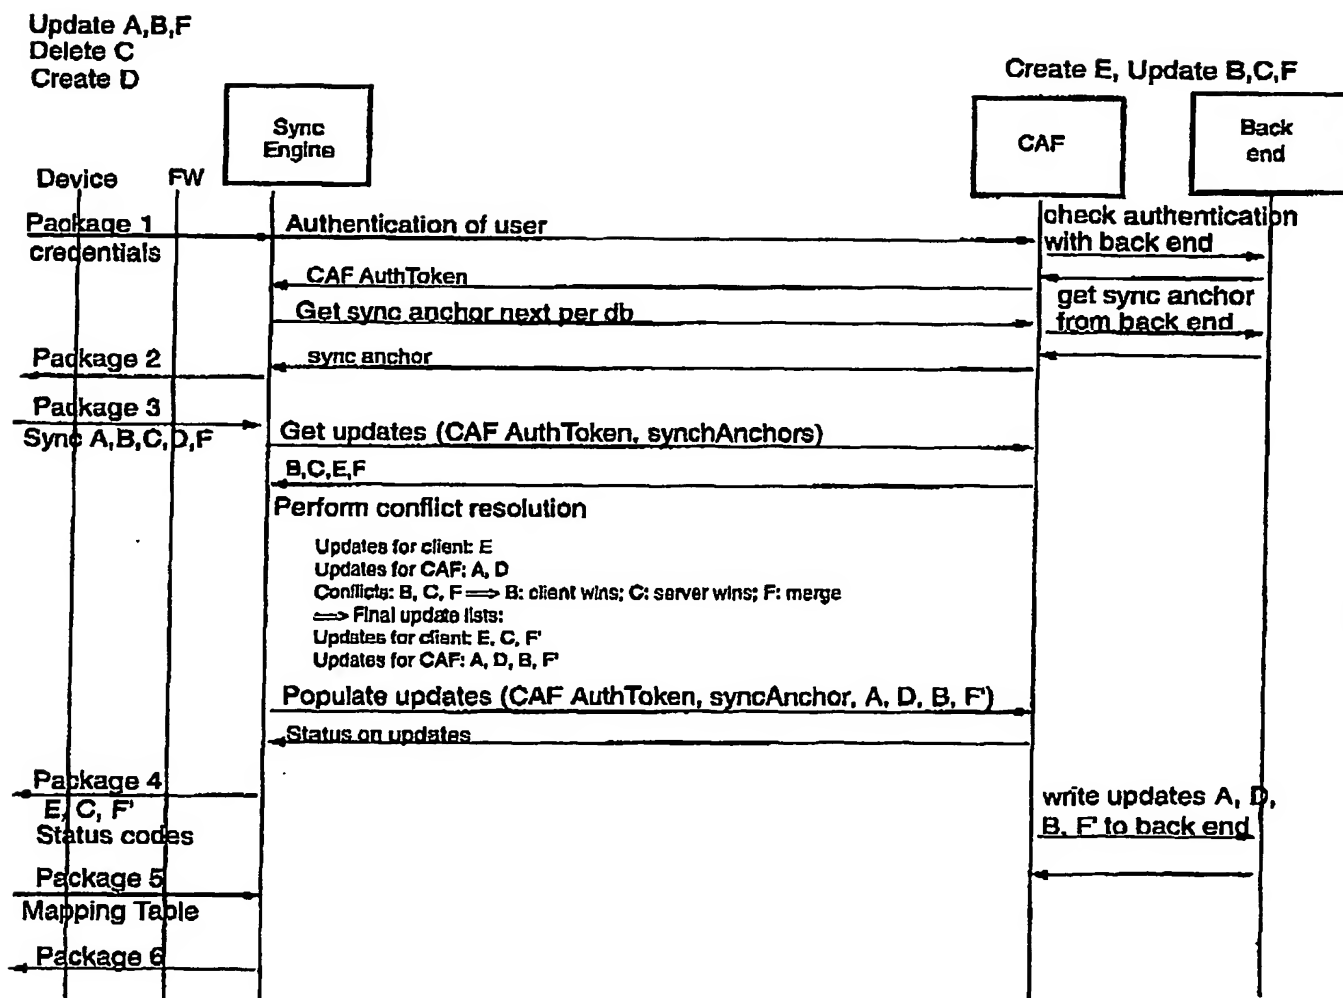 Update A,B,F
Delete C
Create D
Create E, Update B,C,F
Sync
Engine
CAF
Back
end
Device
FW
Package 1
credentials
Authentication of user
check authentication
with back end
CAF AuthToken
Get sync anchor next per db
get sync anchor
from back end
Package 2
sync anchor
Package 3
Sync A,B,C,D,F
Get updates (CAF AuthToken, synchAnchors)
B,C,E,F
Perform conflict resolution
Updates for client: E
Updates for CAF: A, D
Conflicts: B, C, F ⟹ B: client wins; C: server wins; F: merge
⟹ Final update lists:
Updates for client: E, C, F'
Updates for CAF: A, D, B, F'
Populate updates (CAF AuthToken, syncAnchor, A, D, B, F')
Status on updates
Package 4
E, C, F'
Status codes
write updates A, D,
B, F' to back end
Package 5
Mapping Table
Package 6